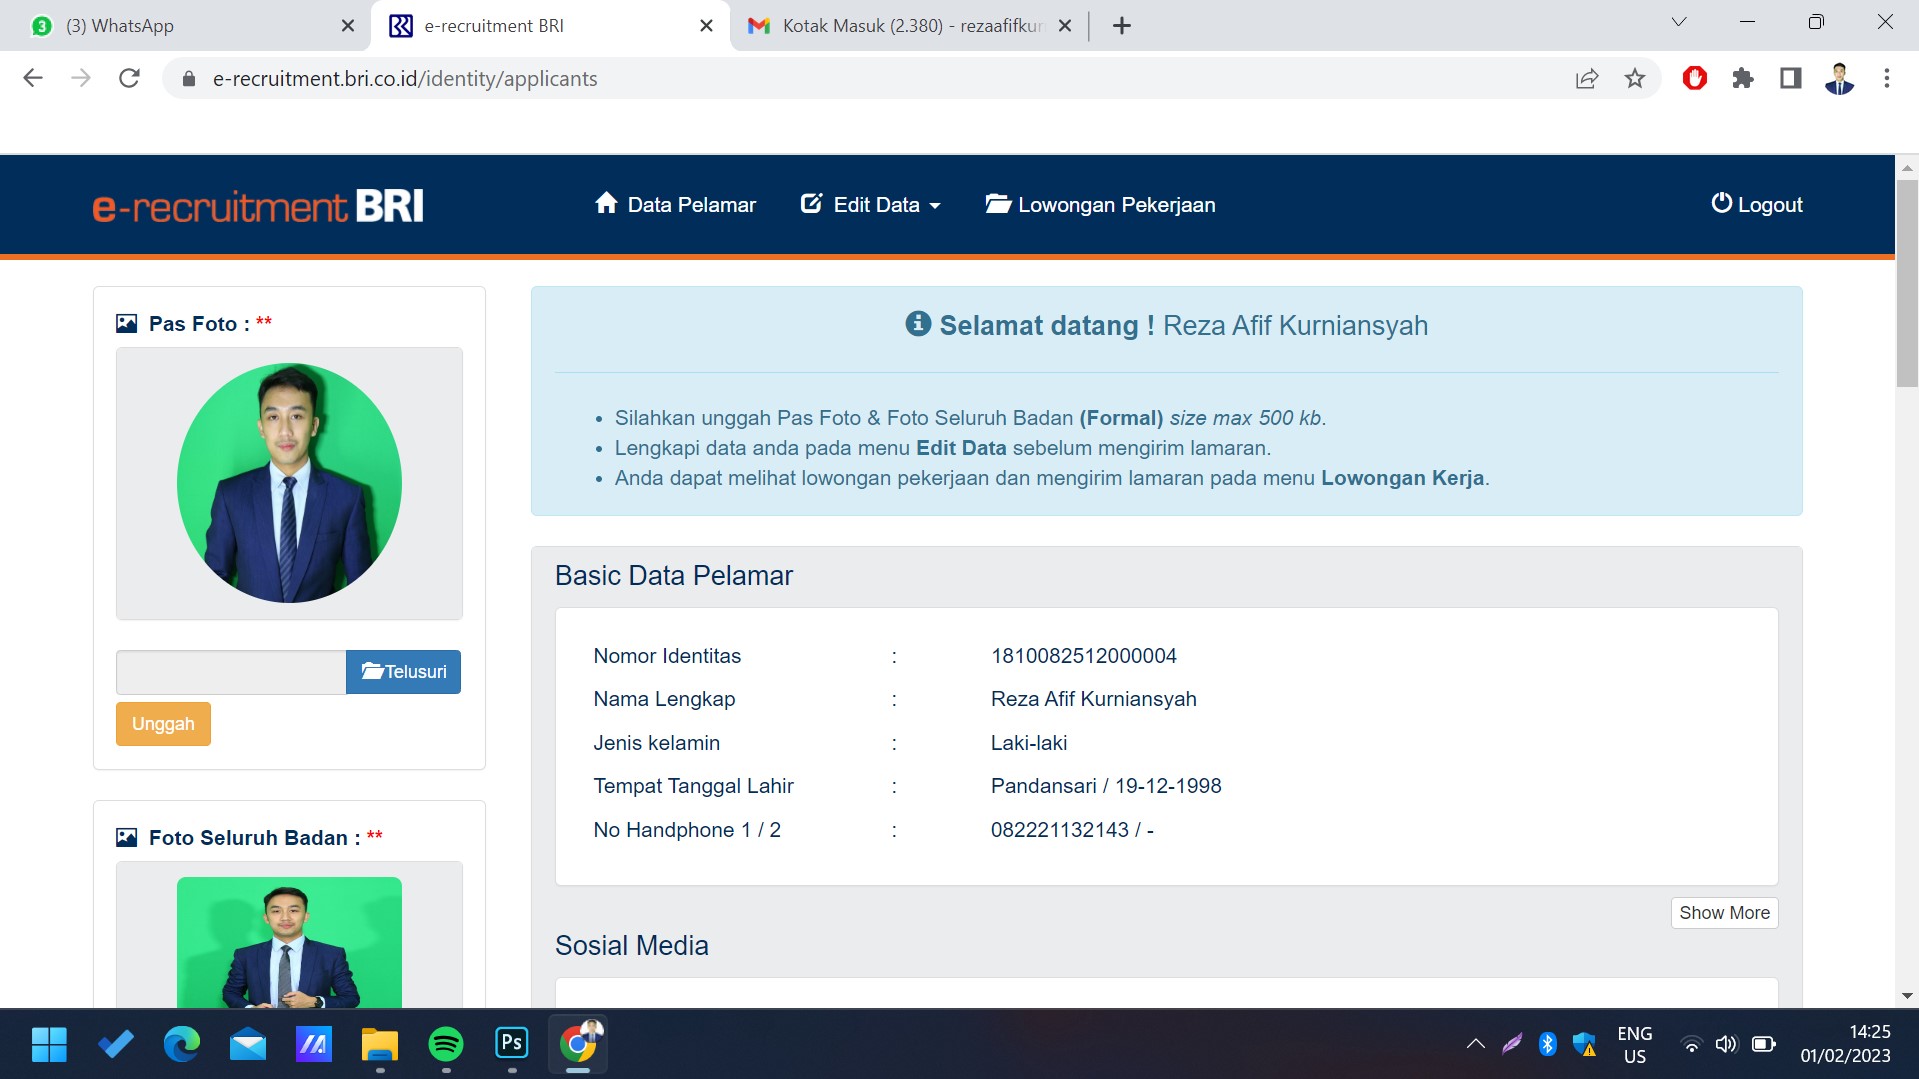 (3) WhatsApp
e-recruitment BRI
Kotak Masuk (2.380) - rezaafifkur
e-recruitment.bri.co.id/identity/applicants
e-recruitment BRI
Data Pelamar
Edit Data
Lowongan Pekerjaan
Logout
Pas Foto : **
Telusuri
Unggah
Foto Seluruh Badan : **
Selamat datang ! Reza Afif Kurniansyah
• Silahkan unggah Pas Foto & Foto Seluruh Badan (Formal) size max 500 kb.
• Lengkapi data anda pada menu Edit Data sebelum mengirim lamaran.
• Anda dapat melihat lowongan pekerjaan dan mengirim lamaran pada menu Lowongan Kerja.
Basic Data Pelamar
Nomor Identitas : 1810082512000004
Nama Lengkap : Reza Afif Kurniansyah
Jenis kelamin : Laki-laki
Tempat Tanggal Lahir : Pandansari / 19-12-1998
No Handphone 1 / 2 : 082221132143 / -
Show More
Sosial Media
Ps
ENG
US
14:25
01/02/2023